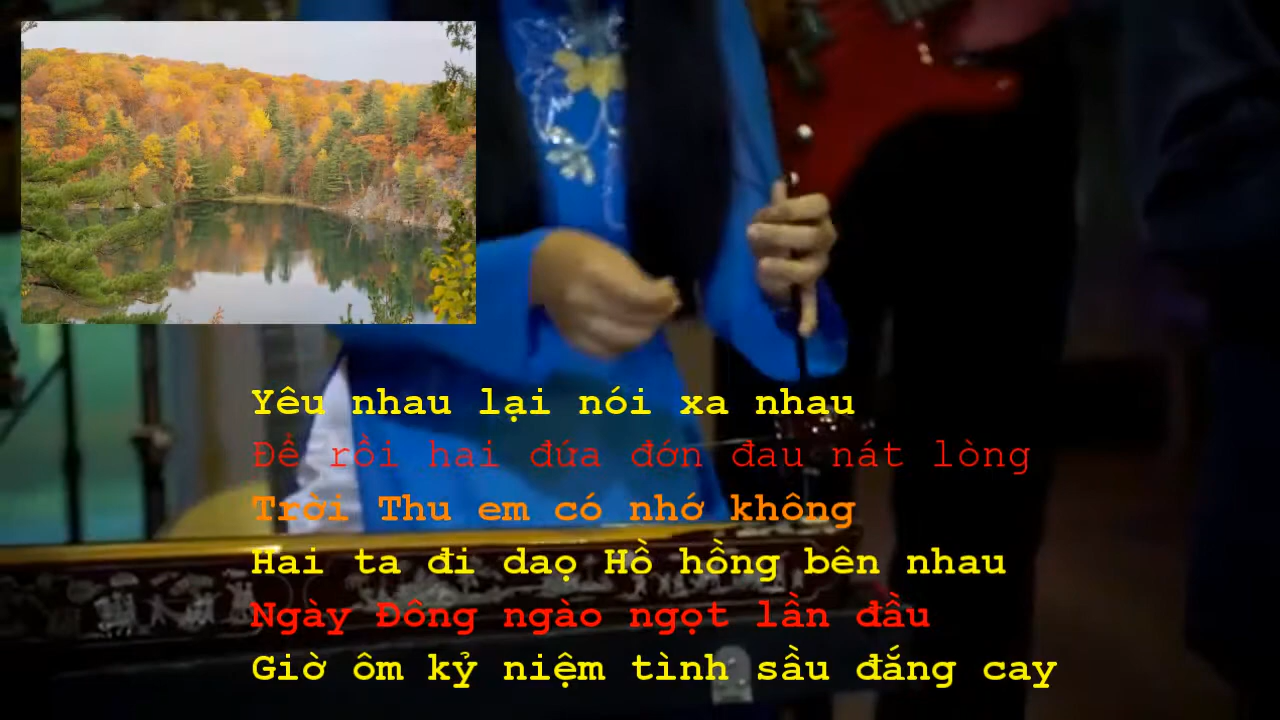 Yêu nhau lại nói xa nhau
Để rồi hai đứa đớn đau nát lòng
Trời Thu em có nhớ không
Hai ta đi dạo Hồ hồng bên nhau
Ngày Đông ngào ngọt lần đầu
Giờ ôm kỷ niệm tình sầu đắng cay